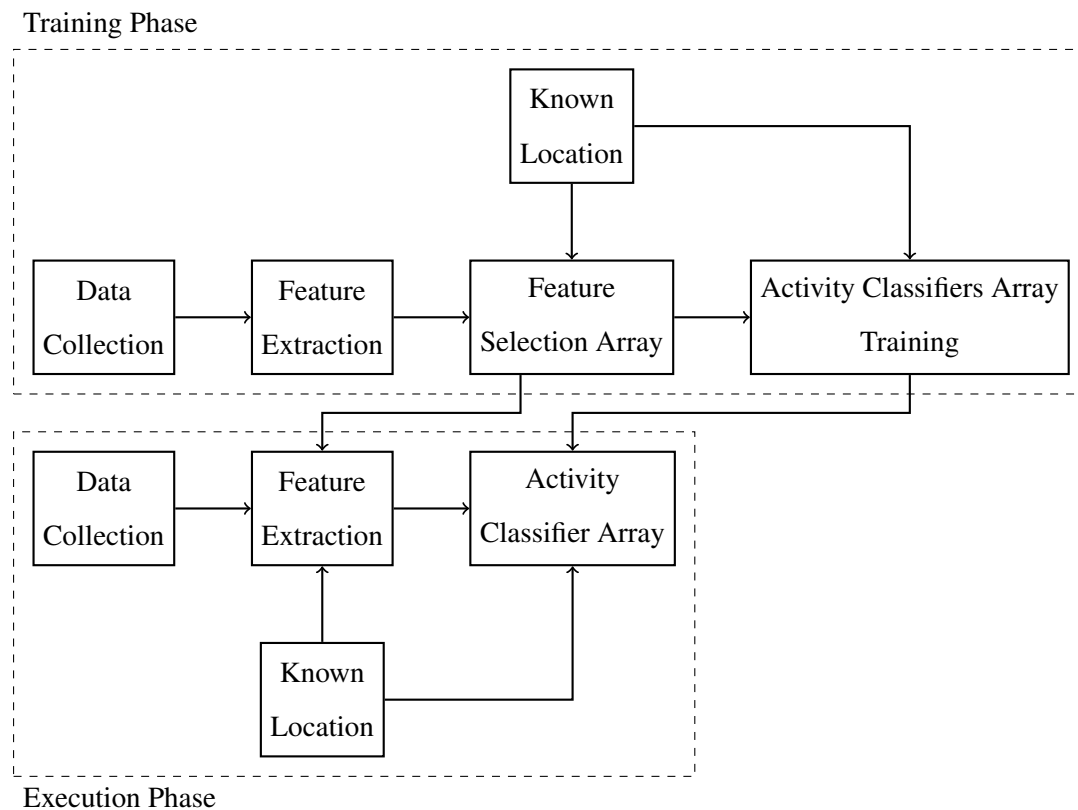 Training Phase
Known
Location
Data
Collection
Feature
Extraction
Feature
Selection Array
Activity Classifiers Array
Training
Data
Collection
Feature
Extraction
Activity
Classifier Array
Known
Location
Execution Phase